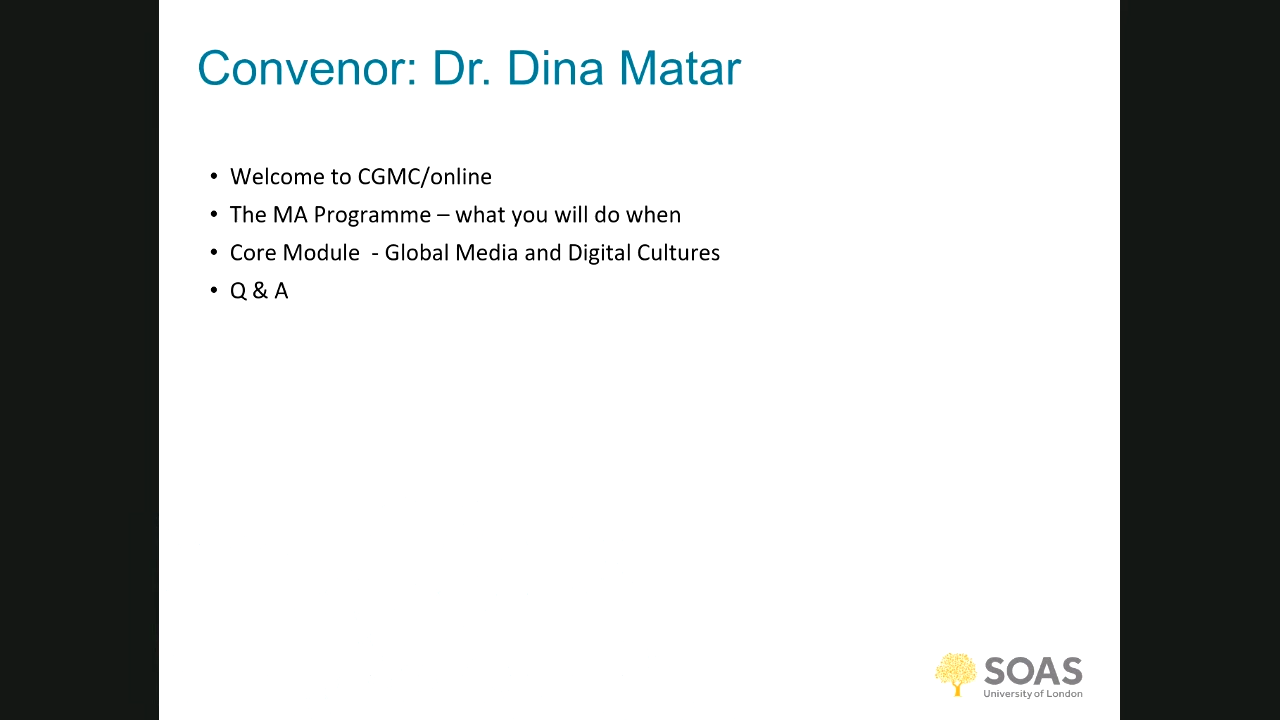 Convenor: Dr. Dina Matar
• Welcome to CGMC/online
• The MA Programme – what you will do when
• Core Module  - Global Media and Digital Cultures
• Q & A
SOAS
University of London